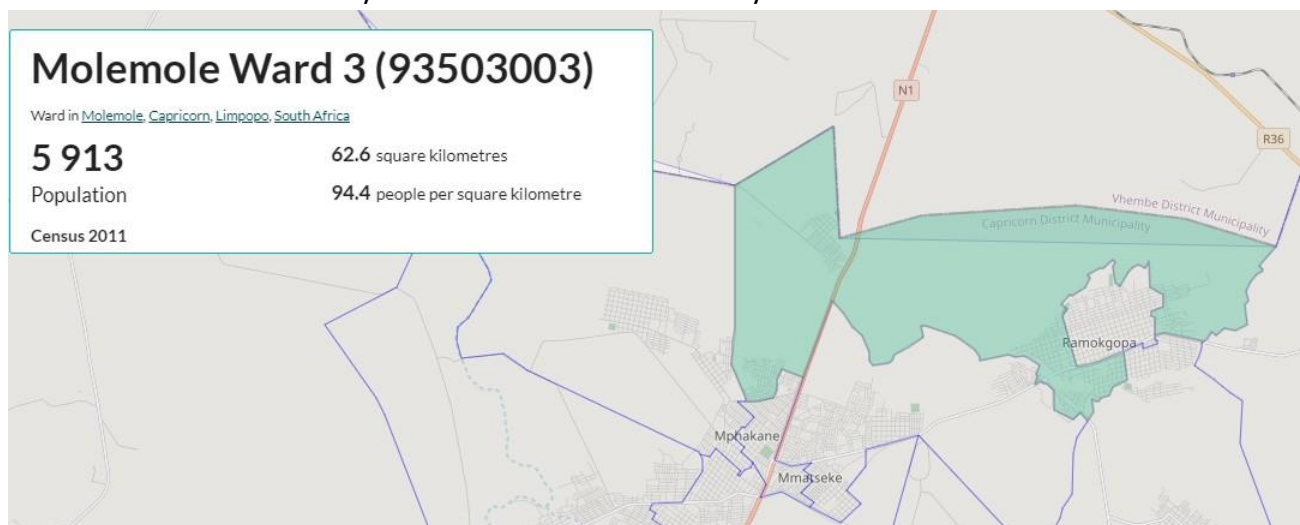 Molemole Ward 3 (93503003)
Ward in Molemole, Capricorn, Limpopo, South Africa
5 913
Population
62.6 square kilometres
94.4 people per square kilometre
Census 2011
N1
R36
Vhembe District Municipality
Capricorn District Municipality
Ramokgopa
Mphakane
Mmatseke